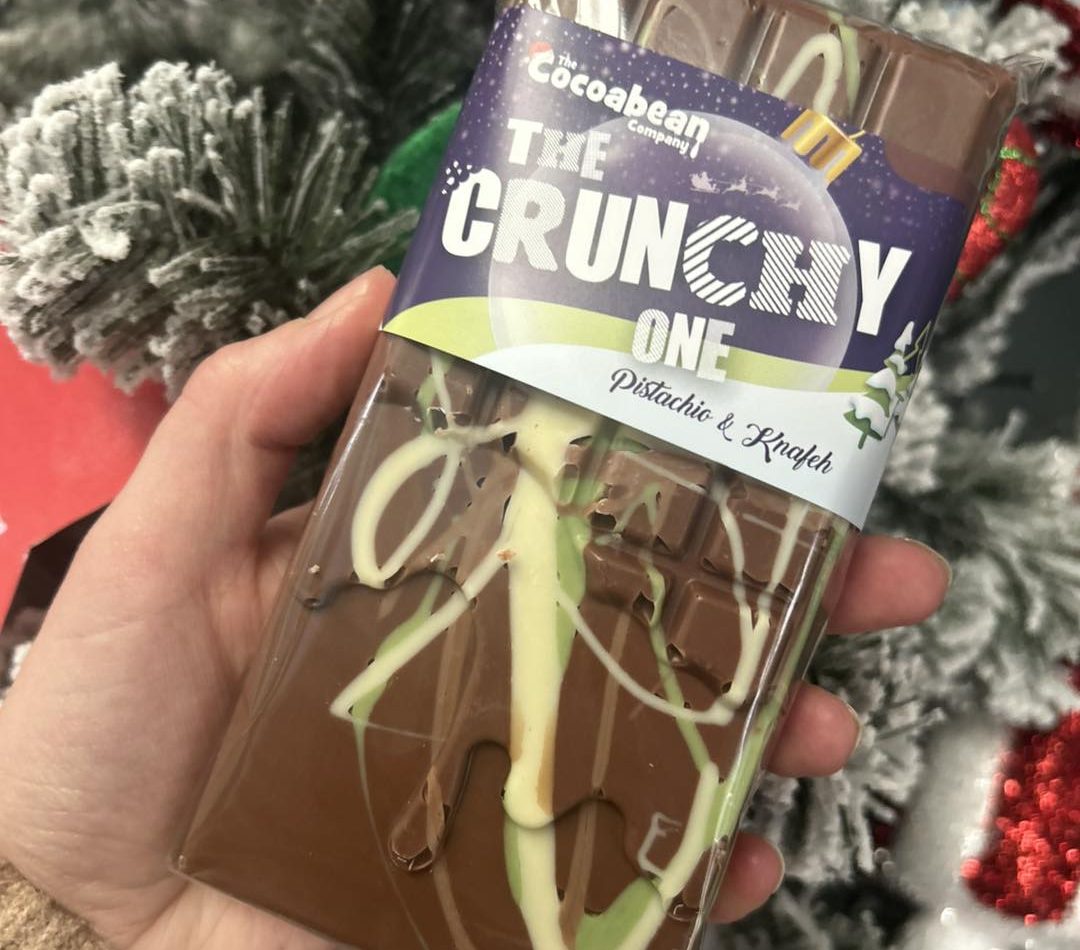 The
Cocoabean
Company
THE
CRUNCHY
ONE
Pistachio & Knafeh